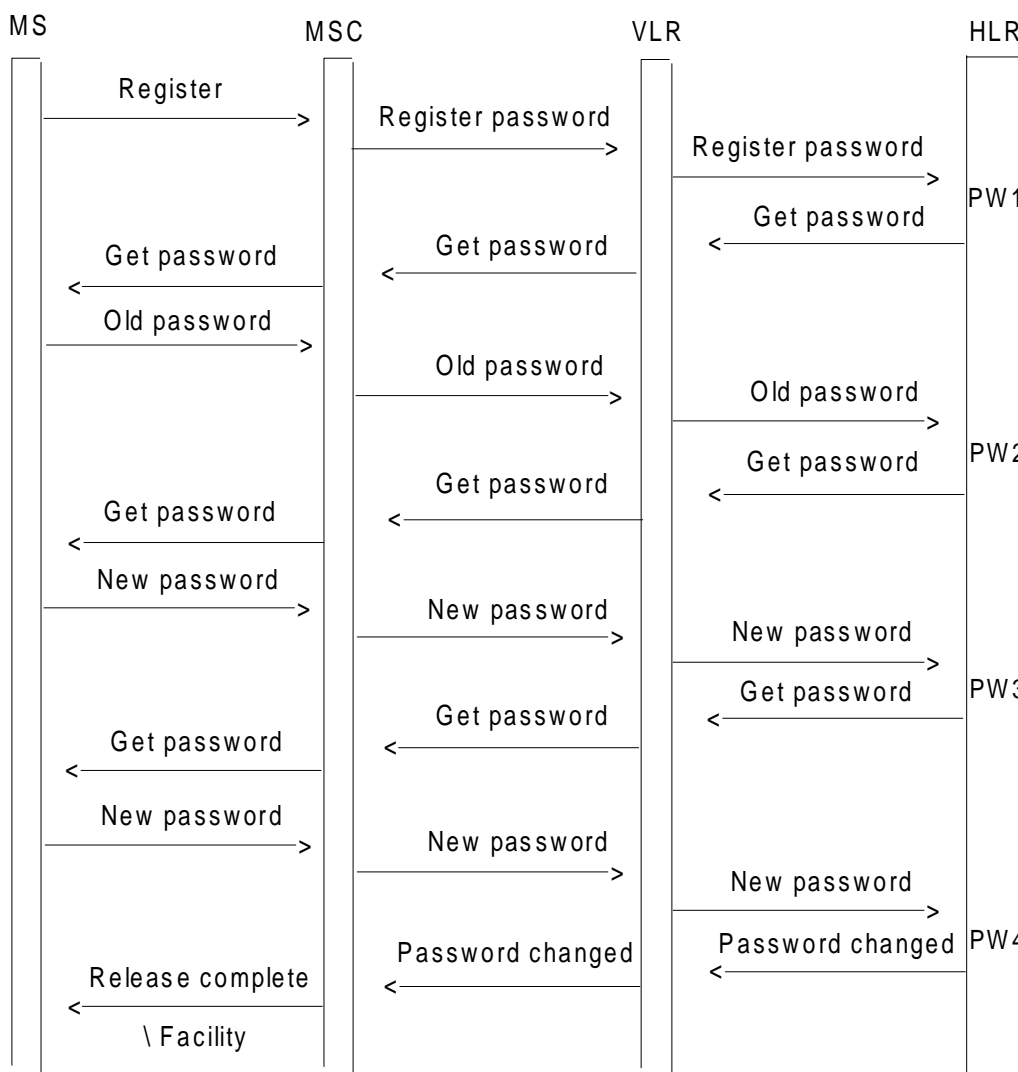 MS
MSC
VLR
HLR
Register
Register password
Register password
PW1
Get password
Get password
Get password
Old password
Old password
Old password
PW2
Get password
Get password
Get password
New password
New password
New password
PW3
Get password
Get password
Get password
New password
New password
New password
PW4
Password changed
Password changed
Release complete
\ Facility